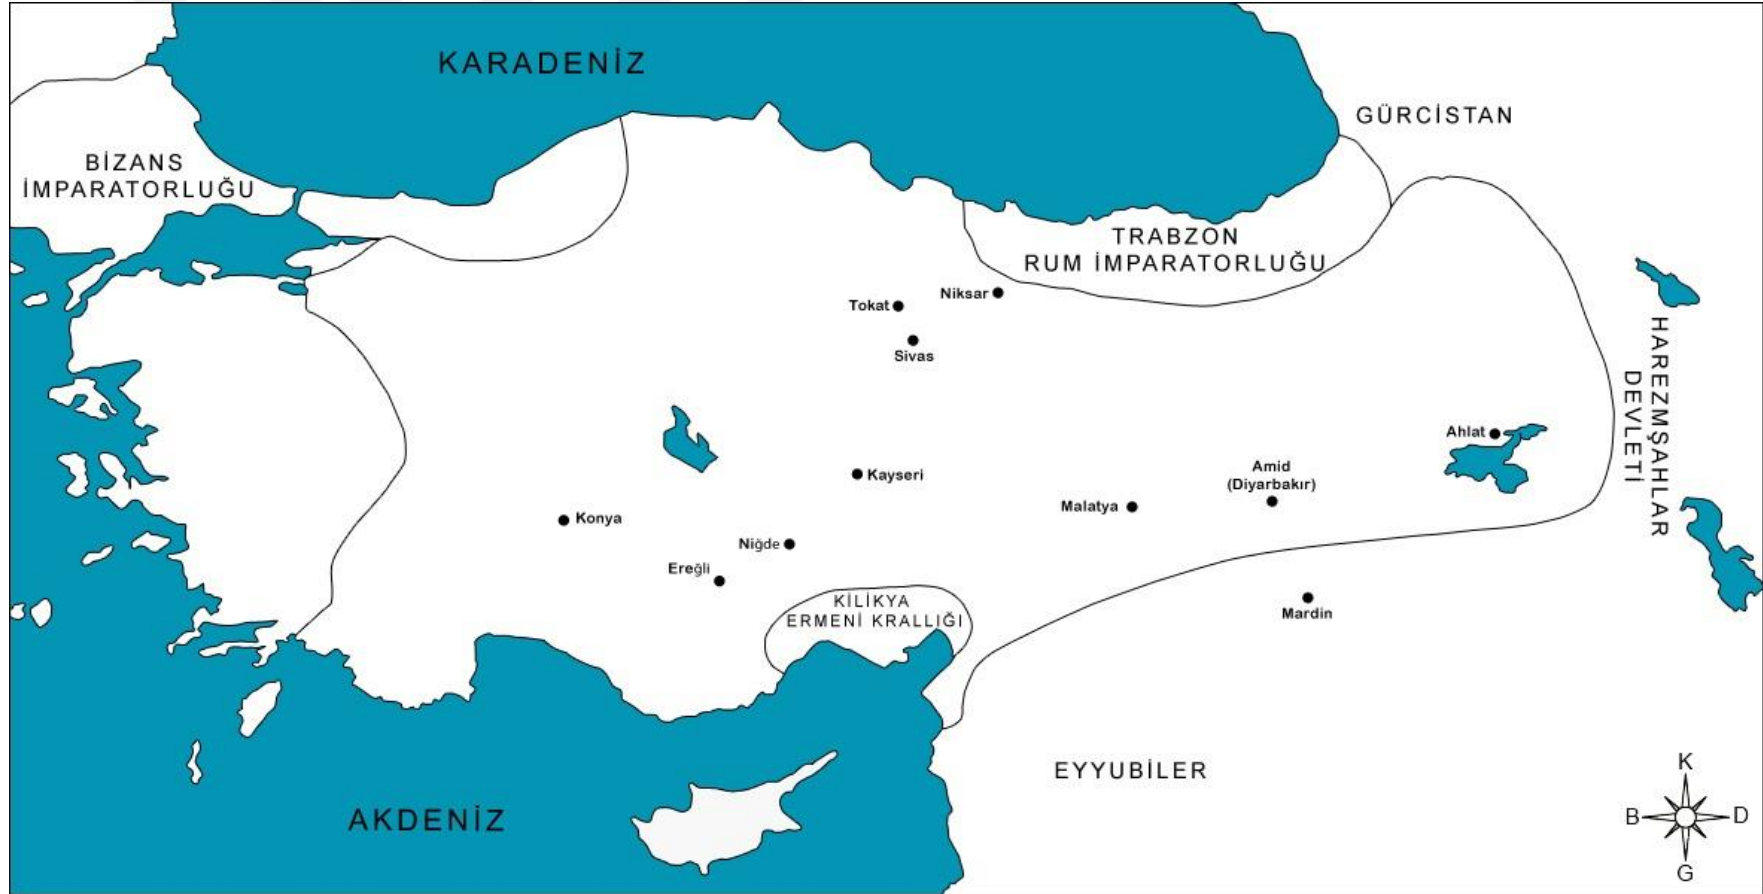 KARADENİZ
GÜRCİSTAN
BİZANS
İMPARATORLUĞU
TRABZON
RUM İMPARATORLUĞU
Niksar
Tokat
Sivas
HAREZMŞAHLAR
DEVLETİ
Ahlat
Kayseri
Amid
(Diyarbakır)
Malatya
Konya
Niğde
Ereğli
KİLİKYA
ERMENİ KRALLIĞI
Mardin
EYYUBİLER
AKDENİZ
K
B
D
G